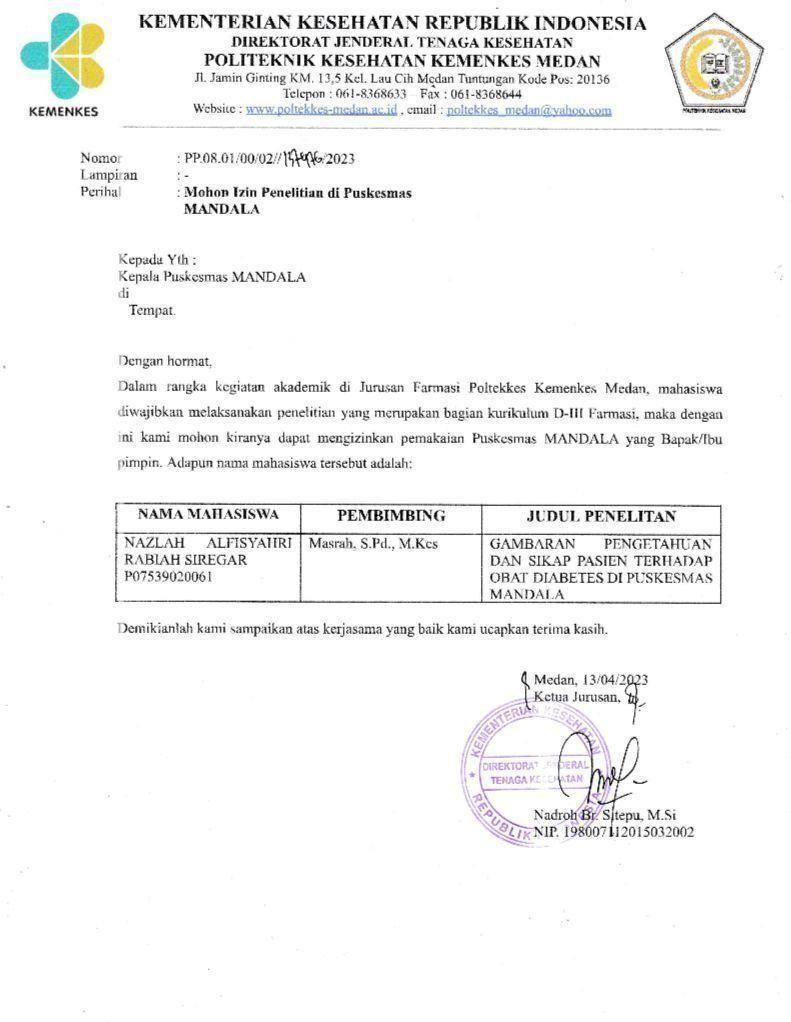 KEMENTERIAN KESEHATAN REPUBLIK INDONESIA
DIREKTORAT JENDERAL TENAGA KESEHATAN
POLITEKNIK KESEHATAN KEMENKES MEDAN
Jl. Jamin Ginting KM. 13,5 Kel. Lau Cih Medan Tuntungan Kode Pos: 20136
Telepon : 061-8368633 Fax : 061-8368644
Website : www.poltekkes-medan.ac.id , email : poltekkes_medan@yahoo.com
KEMENKES
POLITEKNIK KESEHATAN MEDAN
Nomor : PP.08.01/00/02//2023
Lampiran : -
Perihal : Mohon Izin Penelitian di Puskesmas
MANDALA
Kepada Yth :
Kepala Puskesmas MANDALA
di
Tempat.
Dengan hormat,
Dalam rangka kegiatan akademik di Jurusan Farmasi Poltekkes Kemenkes Medan, mahasiswa
diwajibkan melaksanakan penelitian yang merupakan bagian kurikulum D-III Farmasi, maka dengan
ini kami mohon kiranya dapat mengizinkan pemakaian Puskesmas MANDALA yang Bapak/Ibu
pimpin. Adapun nama mahasiswa tersebut adalah:
NAMA MAHASISWA PEMBIMBING JUDUL PENELITAN
NAZLAH ALFISYAHRI Masrah, S.Pd., M.Kes GAMBARAN PENGETAHUAN
RABIAH SIREGAR DAN SIKAP PASIEN TERHADAP
P07539020061 OBAT DIABETES DI PUSKESMAS
MANDALA
Demikianlah kami sampaikan atas kerjasama yang baik kami ucapkan terima kasih.
Medan, 13/04/2023
Ketua Jurusan,
KEMENTERIAN KESEHATAN
DIREKTORAT JENDERAL
TENAGA KESEHATAN
REPUBLIK INDONESIA
Nadroh Br. Sitepu, M.Si
NIP. 198007112015032002